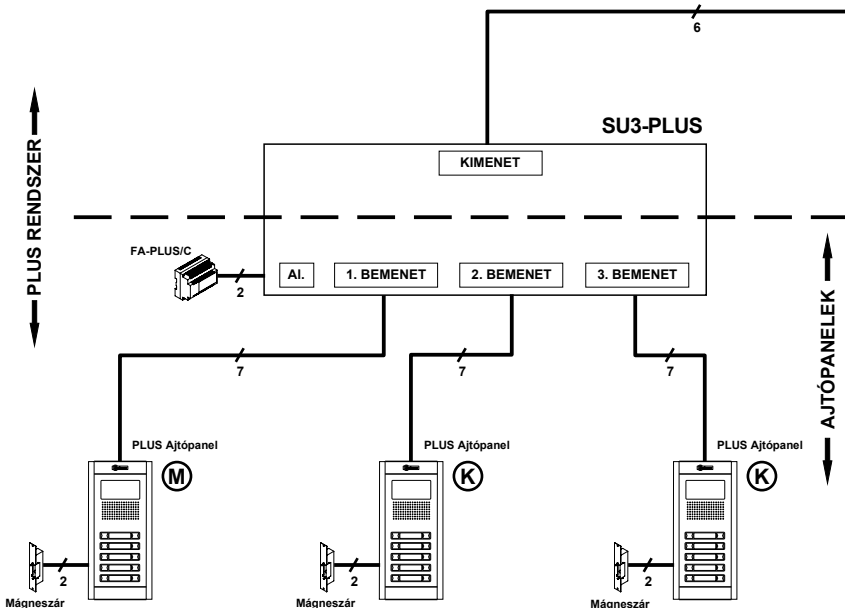 6
SU3-PLUS
KIMENET
PLUS RENDSZER
FA-PLUS/C
2
AI.
1. BEMENET
2. BEMENET
3. BEMENET
AJTÓPANELEK
7
7
7
PLUS Ajtópanel
PLUS Ajtópanel
PLUS Ajtópanel
M
K
K
2
2
2
Mágneszár
Mágneszár
Mágneszár